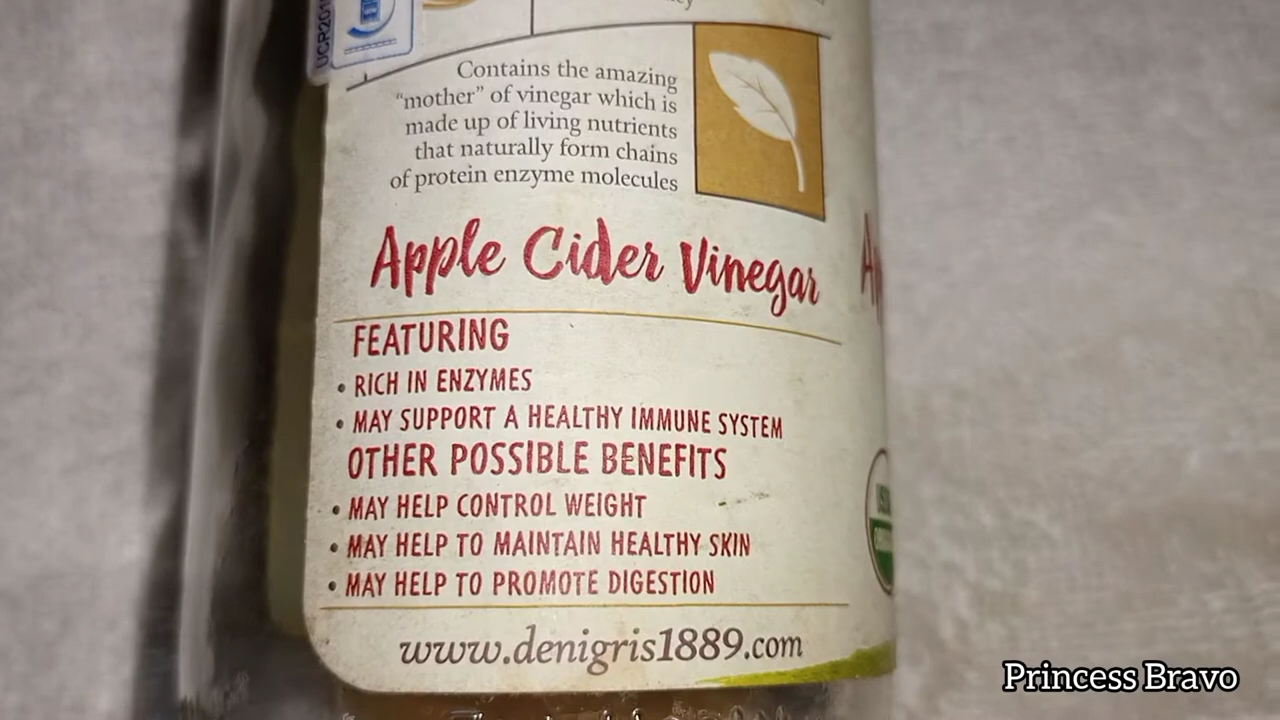 UCR201
Contains the amazing
“mother” of vinegar which is
made up of living nutrients
that naturally form chains
of protein enzyme molecules
Apple Cider Vinegar
FEATURING
• RICH IN ENZYMES
• MAY SUPPORT A HEALTHY IMMUNE SYSTEM
OTHER POSSIBLE BENEFITS
• MAY HELP CONTROL WEIGHT
• MAY HELP TO MAINTAIN HEALTHY SKIN
• MAY HELP TO PROMOTE DIGESTION
www.denigris1889.com
Princess Bravo